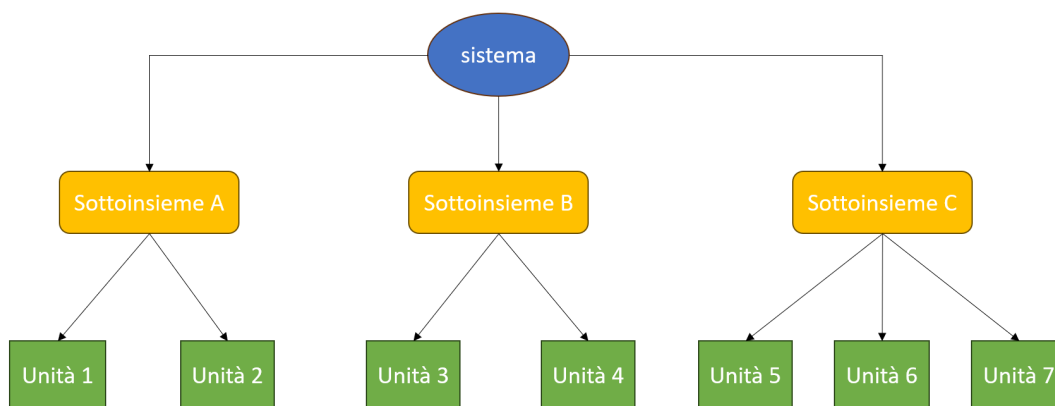 sistema
Sottoinsieme A
Sottoinsieme B
Sottoinsieme C
Unità 1
Unità 2
Unità 3
Unità 4
Unità 5
Unità 6
Unità 7